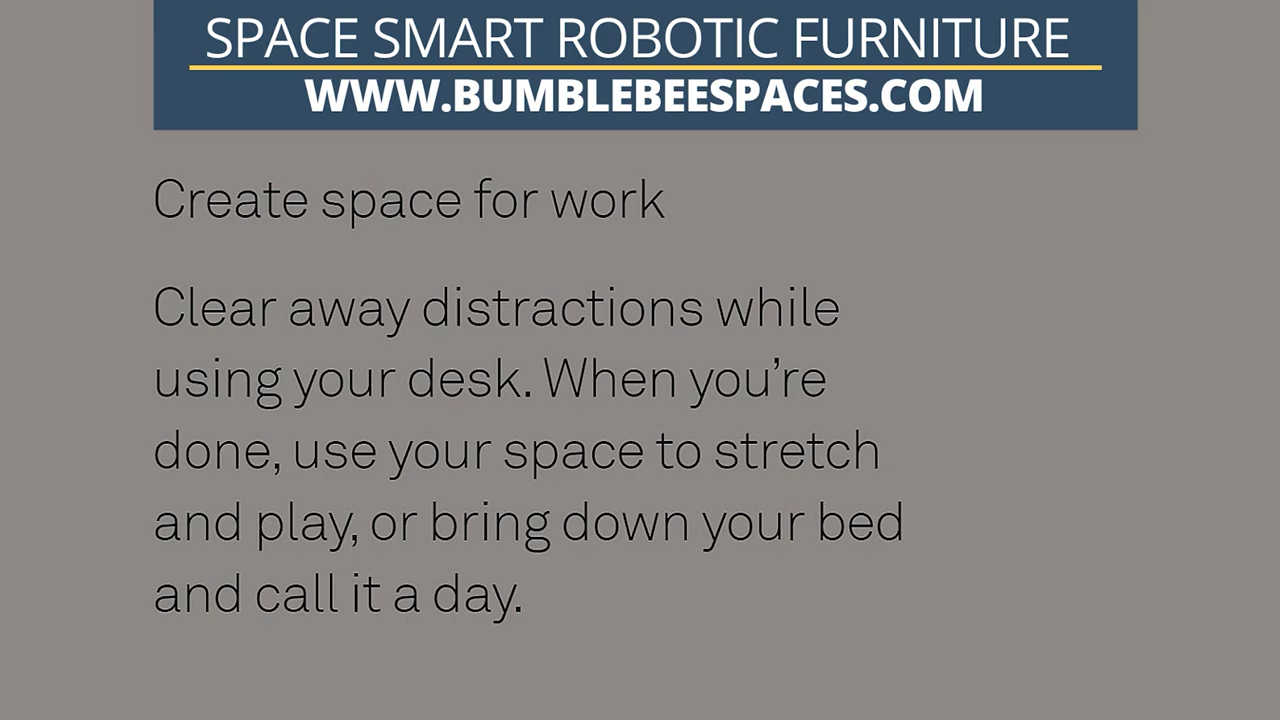 SPACE SMART ROBOTIC FURNITURE
WWW.BUMBLEBEESPACES.COM
Create space for work
Clear away distractions while
using your desk. When you’re
done, use your space to stretch
and play, or bring down your bed
and call it a day.